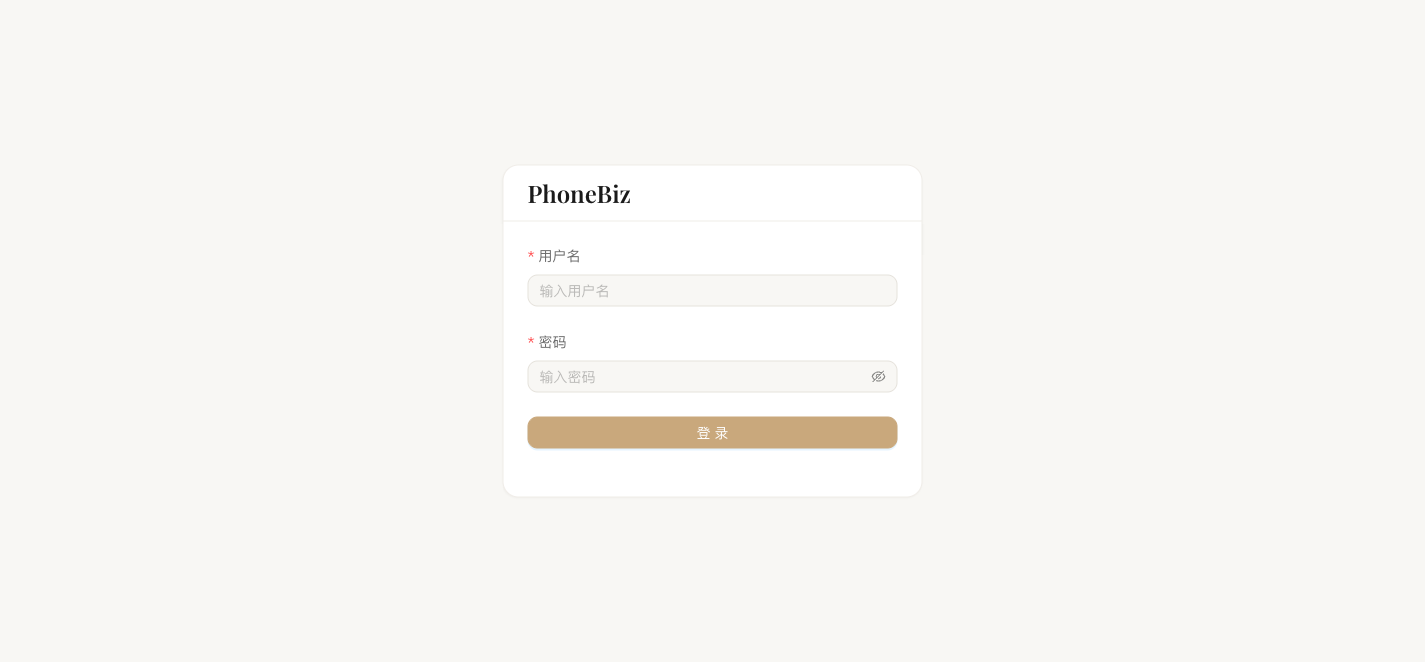 PhoneBiz
* 用户名
输入用户名
* 密码
输入密码
登 录